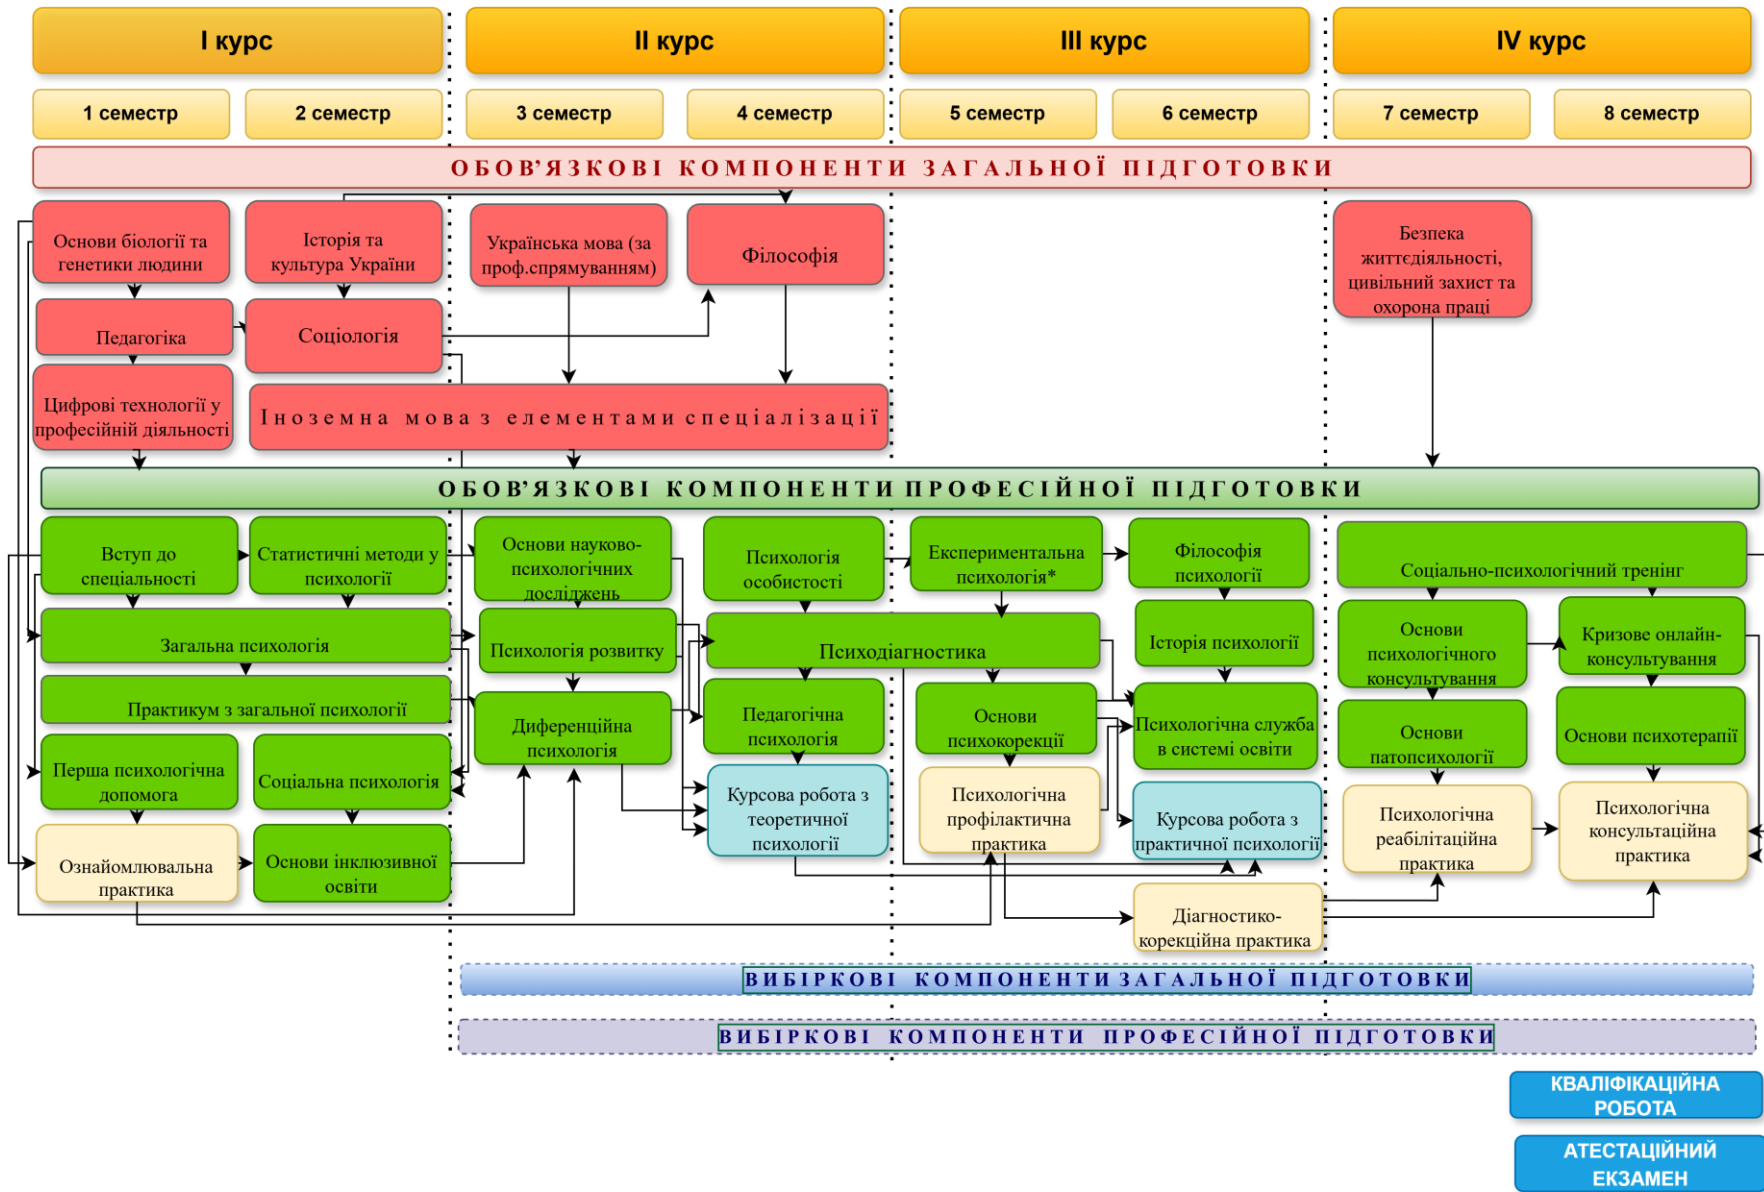 І курс
ІІ курс
ІІІ курс
IV курс
1 семестр
2 семестр
3 семестр
4 семестр
5 семестр
6 семестр
7 семестр
8 семестр
ОБОВ’ЯЗКОВІ КОМПОНЕНТИ ЗАГАЛЬНОЇ ПІДГОТОВКИ
Основи біології та
генетики людини
Історія та
культура України
Українська мова (за
проф.спрямуванням)
Філософія
Безпека
життєдіяльності,
цивільний захист та
охорона праці
Педагогіка
Соціологія
Цифрові технології у
професійній діяльності
Іноземна мова з елементами спеціалізації
ОБОВ’ЯЗКОВІ КОМПОНЕНТИ ПРОФЕСІЙНОЇ ПІДГОТОВКИ
Вступ до
спеціальності
Статистичні методи у
психології
Основи науково-
психологічних
досліджень
Психологія
особистості
Експериментальна
психологія*
Філософія
психології
Соціально-психологічний тренінг
Загальна психологія
Психологія розвитку
Психодіагностика
Історія психології
Основи
психологічного
консультування
Кризове онлайн-
консультування
Практикум з загальної психології
Диференційна
психологія
Педагогічна
психологія
Основи
психокорекції
Психологічна служба
в системі освіти
Основи
патопсихології
Основи психотерапії
Перша психологічна
допомога
Соціальна психологія
Курсова робота з
теоретичної
психології
Психологічна
профілактична
практика
Курсова робота з
практичної психології
Психологічна
реабілітаційна
практика
Психологічна
консультаційна
практика
Ознайомлювальна
практика
Основи інклюзивної
освіти
Діагностико-
корекційна практика
ВИБІРКОВІ КОМПОНЕНТИ ЗАГАЛЬНОЇ ПІДГОТОВКИ
ВИБІРКОВІ КОМПОНЕНТИ ПРОФЕСІЙНОЇ ПІДГОТОВКИ
КВАЛІФІКАЦІЙНА
РОБОТА
АТЕСТАЦІЙНИЙ
ЕКЗАМЕН